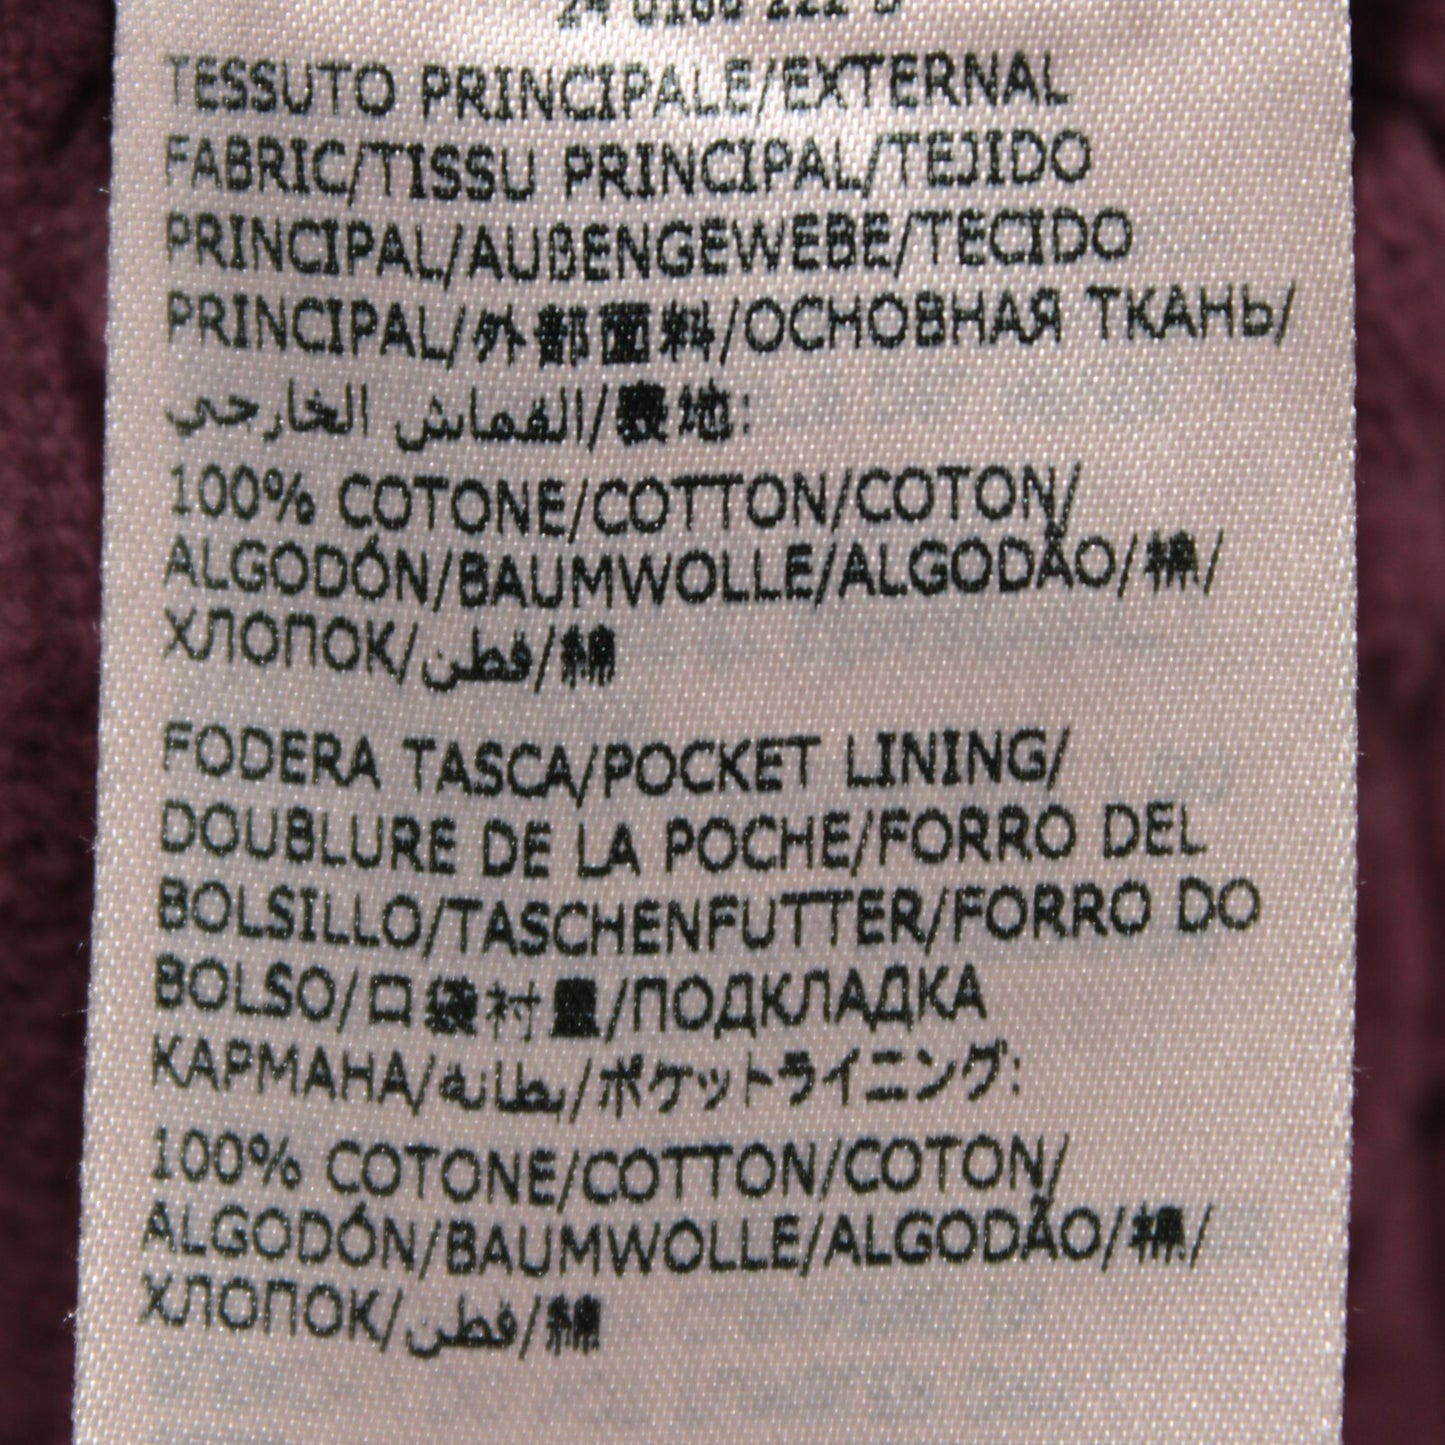 TESSUTO PRINCIPALE/EXTERNAL
FABRIC/TISSU PRINCIPAL/TEJIDO
PRINCIPAL/AUßENGEWEBE/TECIDO
PRINCIPAL/外部面料/ОСНОВНАЯ ТКАНЬ/
القماش الخارجي/表地:
100% COTONE/COTTON/COTON/
ALGODÓN/BAUMWOLLE/ALGODÃO/棉/
ХЛОПОК/قطن/綿
FODERA TASCA/POCKET LINING/
DOUBLURE DE LA POCHE/FORRO DEL
BOLSILLO/TASCHENFUTTER/FORRO DO
BOLSO/口袋村量/ПОДКЛАДКА
КАРМАНА/بطانة/ポケットライニング:
100% COTONE/COTTON/COTON/
ALGODÓN/BAUMWOLLE/ALGODÃO/棉/
ХЛОПОК/قطن/綿